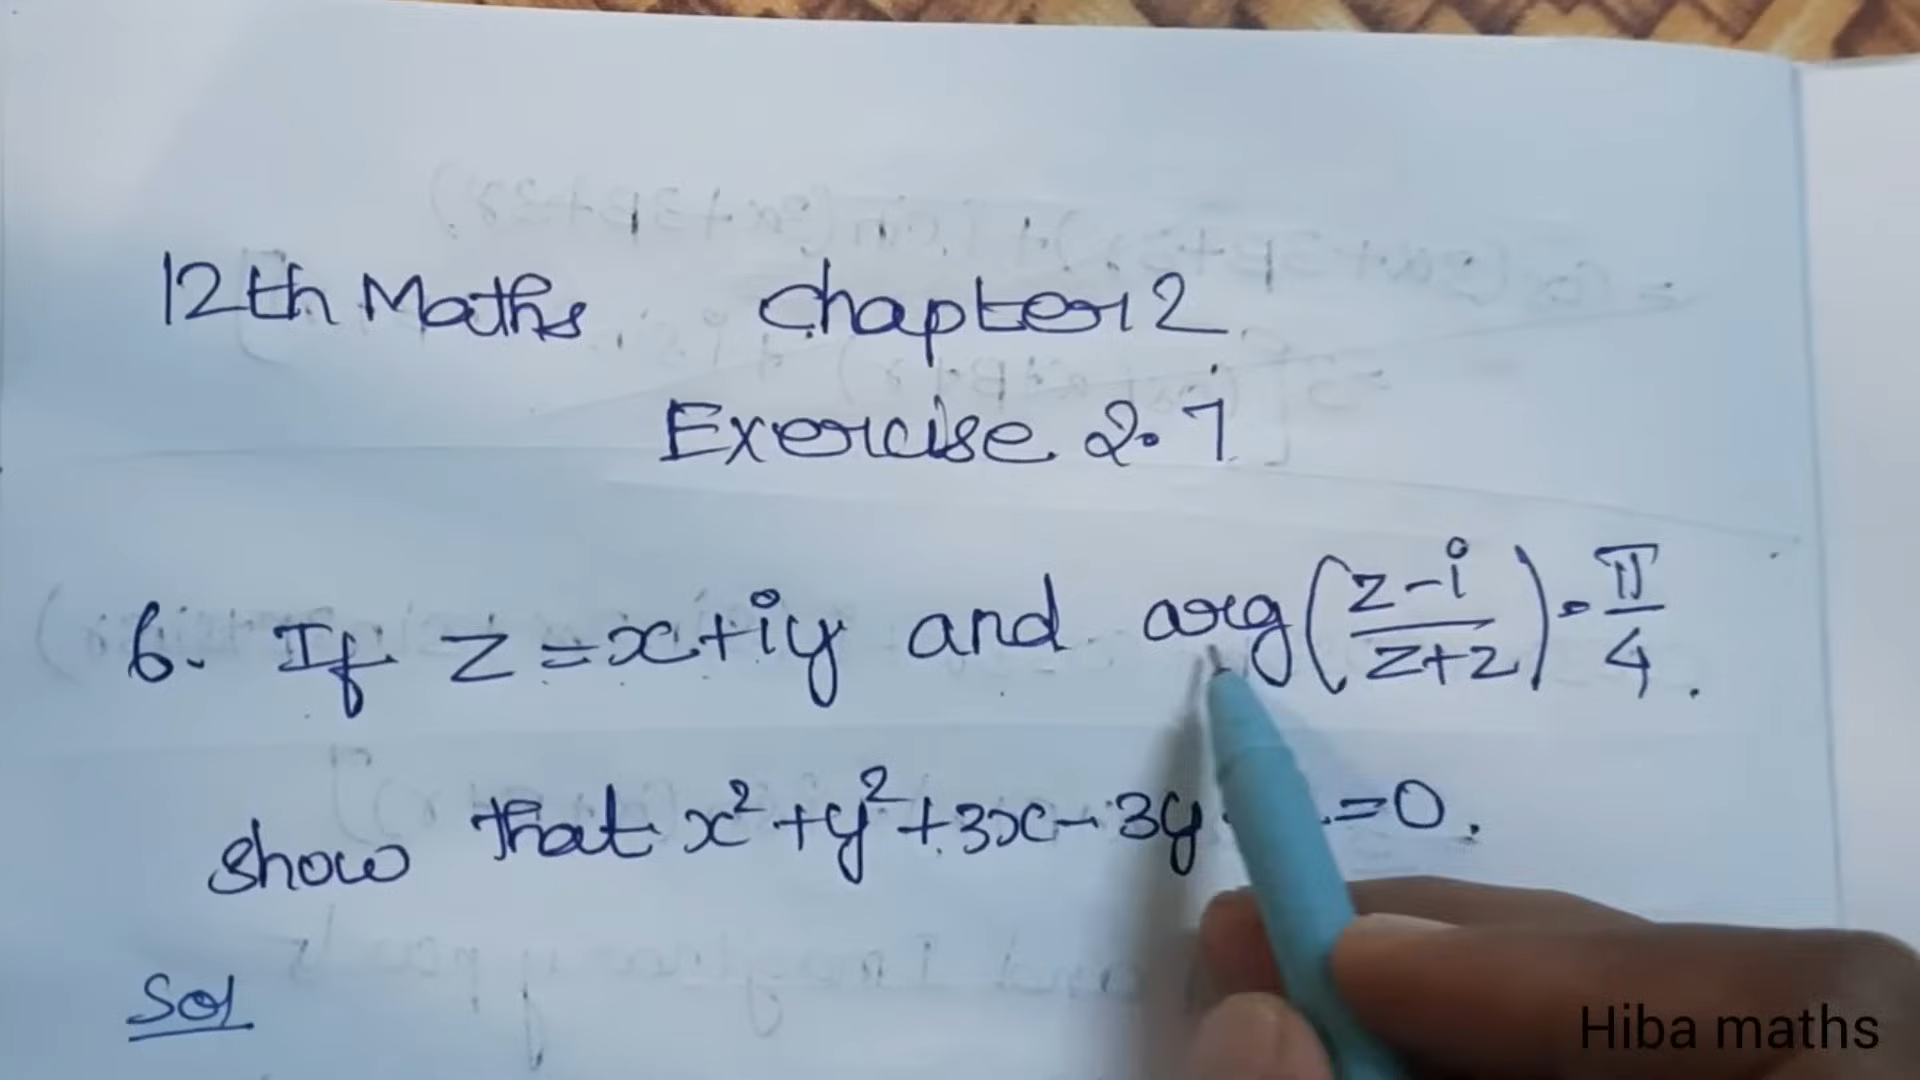 12th Maths Chapter 2
Exercise 2.7
6. If z = x+iy and arg(z-i/z+2) = π/4.
Show that x²+y²+3x-3y =0.
Sol
Hiba maths